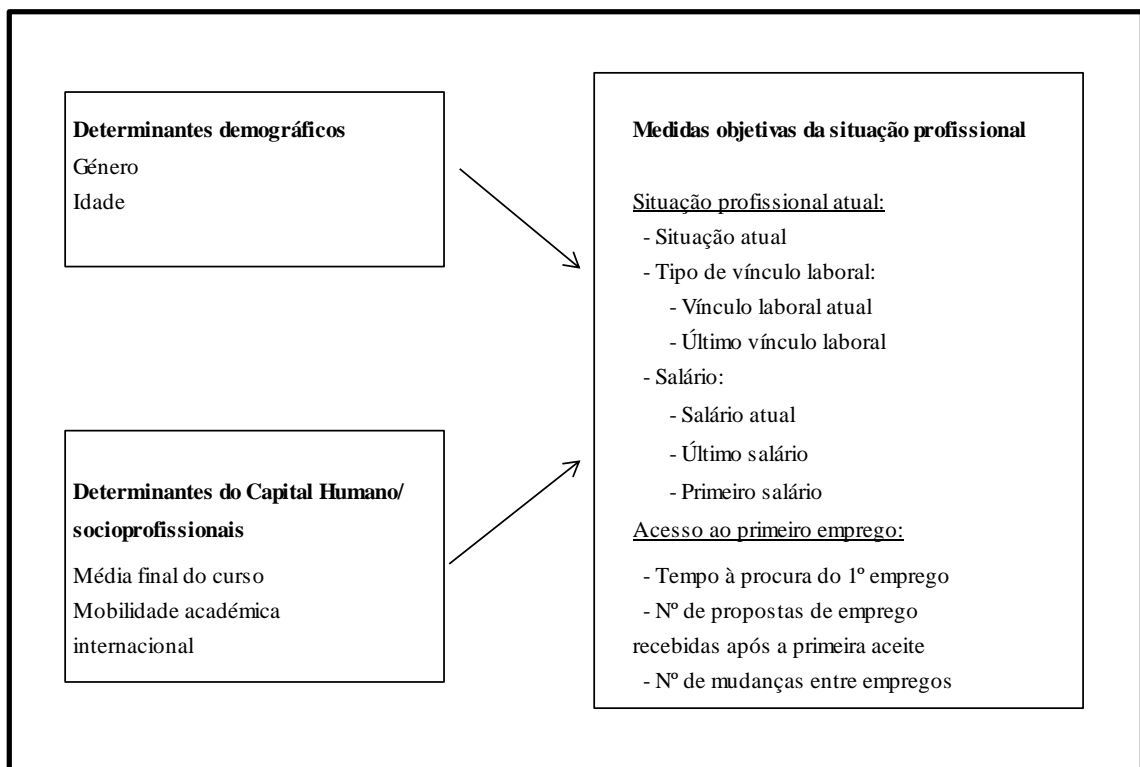 Determinantes demográficos
Género
Idade
Determinantes do Capital Humano/
socioprofissionais
Média final do curso
Mobilidade académica
internacional
Medidas objetivas da situação profissional
Situação profissional atual:
- Situação atual
- Tipo de vínculo laboral:
- Vínculo laboral atual
- Último vínculo laboral
- Salário:
- Salário atual
- Último salário
- Primeiro salário
Acesso ao primeiro emprego:
- Tempo à procura do 1º emprego
- Nº de propostas de emprego
recebidas após a primeira aceite
- Nº de mudanças entre empregos